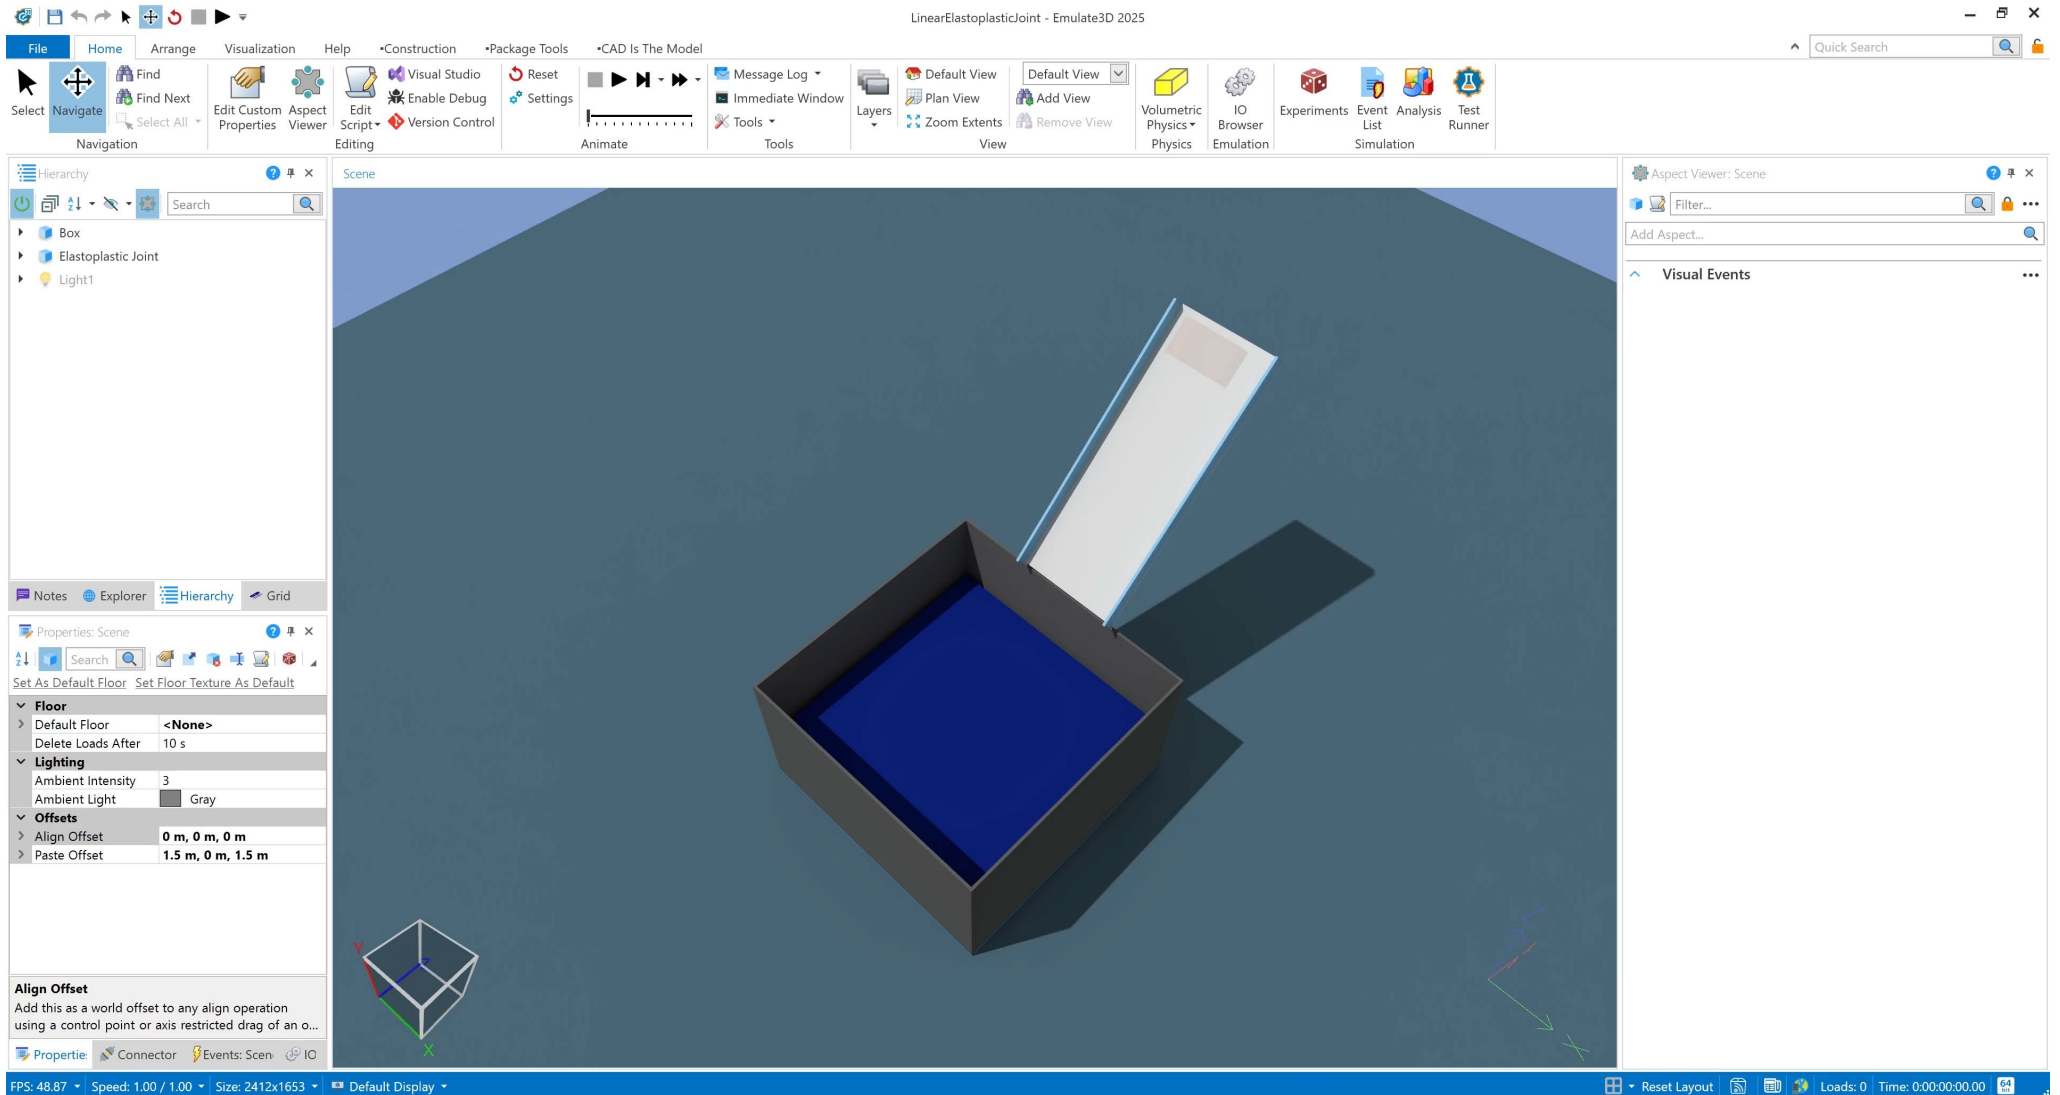 LinearElastoplasticJoint - Emulate3D 2025
File Home Arrange Visualization Help •Construction •Package Tools •CAD Is The Model
Quick Search
Select Navigate
Find
Find Next
Select All
Navigation
Edit Custom Properties
Aspect Viewer
Edit Script
Visual Studio
Enable Debug
Version Control
Editing
Reset
Settings
Animate
Message Log
Immediate Window
Tools
Tools
Layers
Default View
Plan View
Zoom Extents
Default View
Add View
Remove View
View
Volumetric Physics
Physics
IO Browser
Emulation
Experiments
Event List
Analysis
Test Runner
Simulation
Hierarchy
Search
Box
Elastoplastic Joint
Light1
Notes Explorer Hierarchy Grid
Properties: Scene
Search
Set As Default Floor Set Floor Texture As Default
Floor
Default Floor <None>
Delete Loads After 10 s
Lighting
Ambient Intensity 3
Ambient Light Gray
Offsets
Align Offset 0 m, 0 m, 0 m
Paste Offset 1.5 m, 0 m, 1.5 m
Align Offset
Add this as a world offset to any align operation
using a control point or axis restricted drag of an o...
Propertie Connector Events: Scen IO
Scene
Y
Z
X
X
Aspect Viewer: Scene
Filter...
Add Aspect...
Visual Events
FPS: 48.87 Speed: 1.00 / 1.00 Size: 2412x1653 Default Display
Reset Layout Loads: 0 Time: 0:00:00:00.00 64 bit